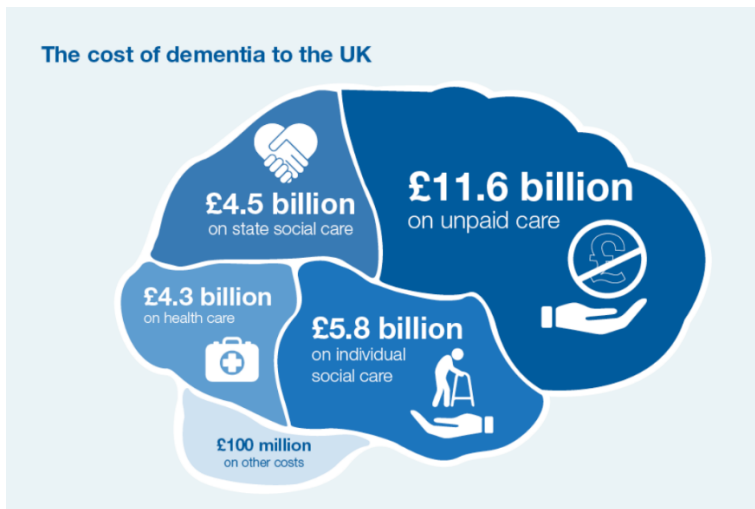 The cost of dementia to the UK
£4.5 billion
on state social care
£11.6 billion
on unpaid care
£
£4.3 billion
on health care
£5.8 billion
on individual
social care
£100 million
on other costs